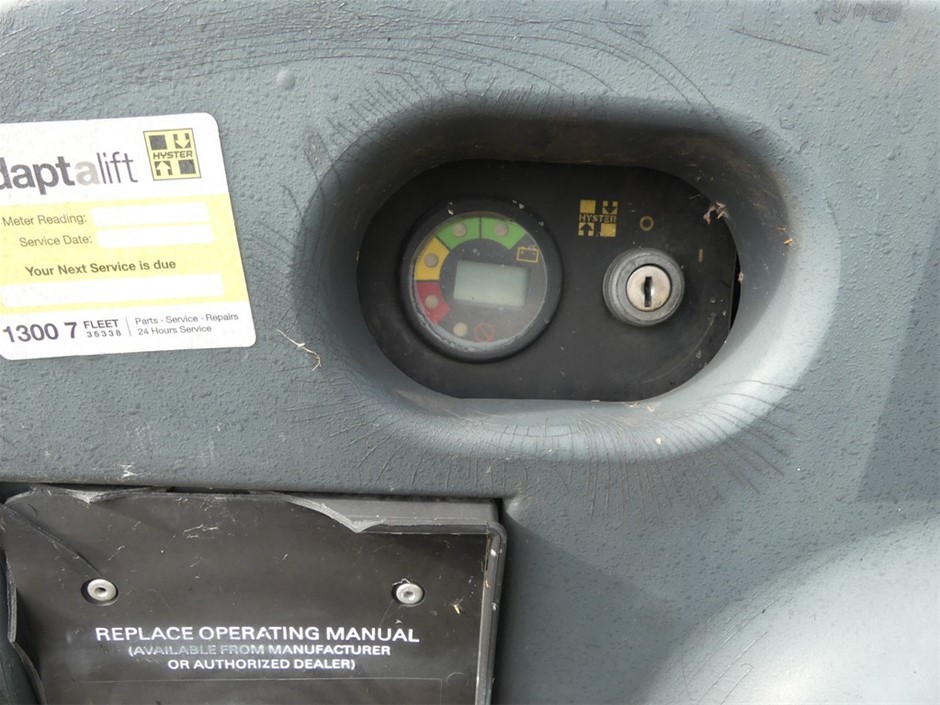 daptalift
HYSTER
Meter Reading:
Service Date:
Your Next Service is due
1300 7 FLEET
35338
Parts - Service - Repairs
24 Hours Service
HYSTER
REPLACE OPERATING MANUAL
(AVAILABLE FROM MANUFACTURER
OR AUTHORIZED DEALER)